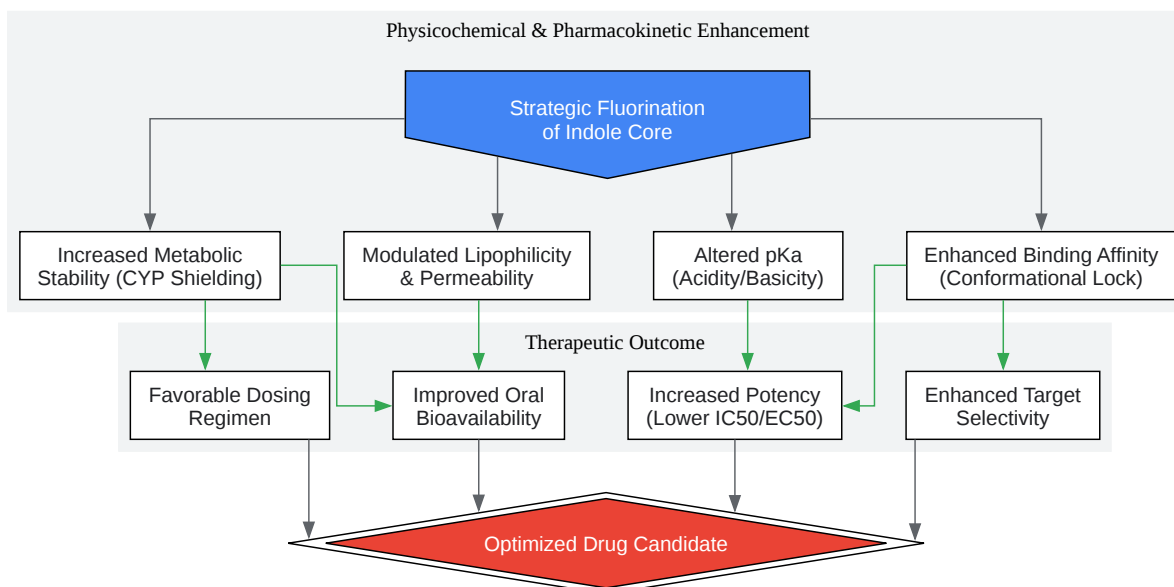 Physicochemical & Pharmacokinetic Enhancement
Strategic Fluorination
of Indole Core
Increased Metabolic
Stability (CYP Shielding)
Modulated Lipophilicity
& Permeability
Altered pKa
(Acidity/Basicity)
Enhanced Binding Affinity
(Conformational Lock)
Therapeutic Outcome
Favorable Dosing
Regimen
Improved Oral
Bioavailability
Increased Potency
(Lower IC50/EC50)
Enhanced Target
Selectivity
Optimized Drug Candidate